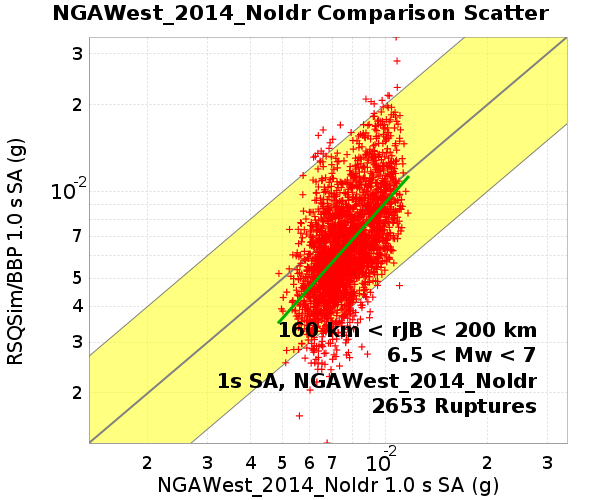 NGAWest_2014_NoIdr Comparison Scatter
3
2
10-2
7
5
4
3
2
RSQSim/BBP 1.0 s SA (g)
160 km < rJB < 200 km
6.5 < Mw < 7
1s SA, NGAWest_2014_NoIdr
2653 Ruptures
2 3 4 5 6 7 10-2 2 3
NGAWest_2014_NoIdr 1.0 s SA (g)